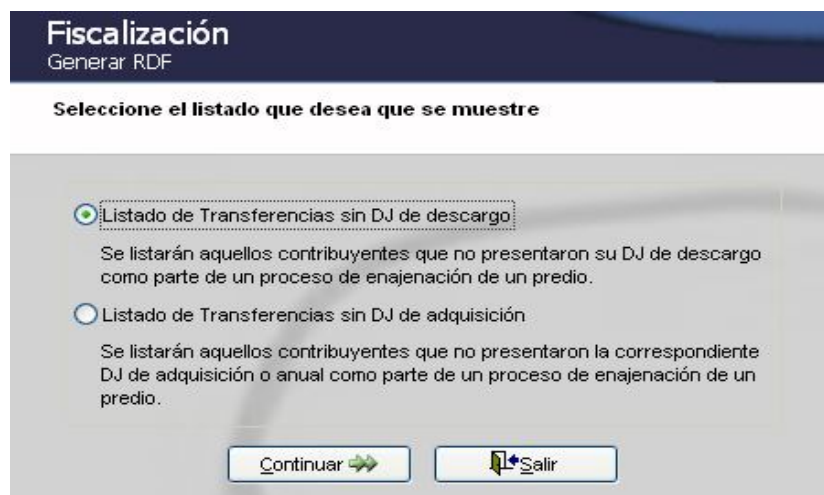 Fiscalización
Generar RDF
Seleccione el listado que desea que se muestre
Listado de Transferencias sin DJ de descargo
Se listarán aquellos contribuyentes que no presentaron su DJ de descargo
como parte de un proceso de enajenación de un predio.
Listado de Transferencias sin DJ de adquisición
Se listarán aquellos contribuyentes que no presentaron la correspondiente
DJ de adquisición o anual como parte de un proceso de enajenación de un
predio.
Continuar Salir